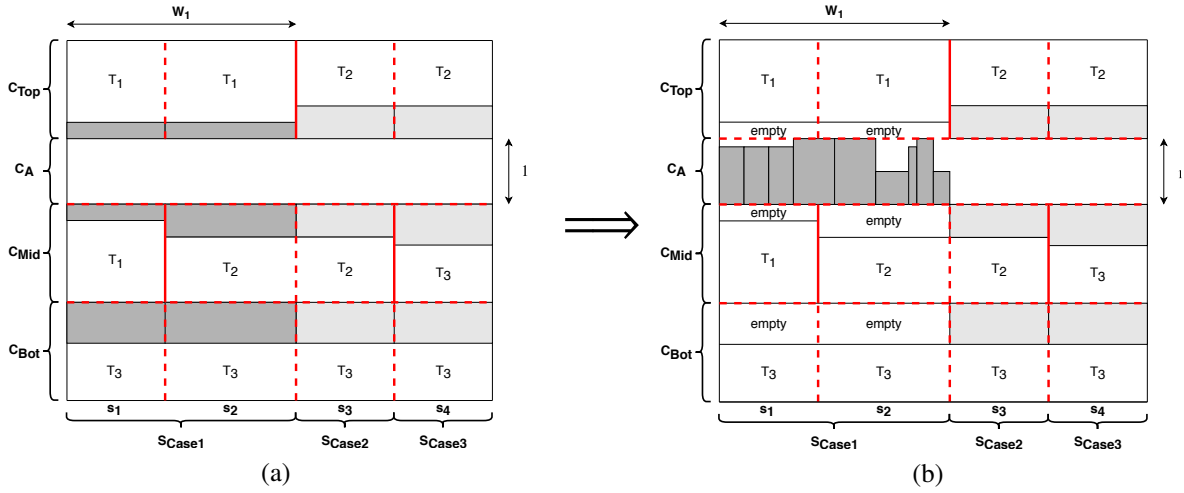 W1
CTop
T1
T1
T2
T2
CA
1
CMid
T1
T2
T2
T3
CBot
T3
T3
T3
T3
s1
s2
s3
s4
SCase1
SCase2
SCase3
(a)
W1
CTop
T1
T1
T2
T2
empty
empty
CA
CMid
empty
empty
T1
T2
T2
T3
CBot
empty
empty
T3
T3
T3
T3
s1
s2
s3
s4
SCase1
SCase2
SCase3
(b)